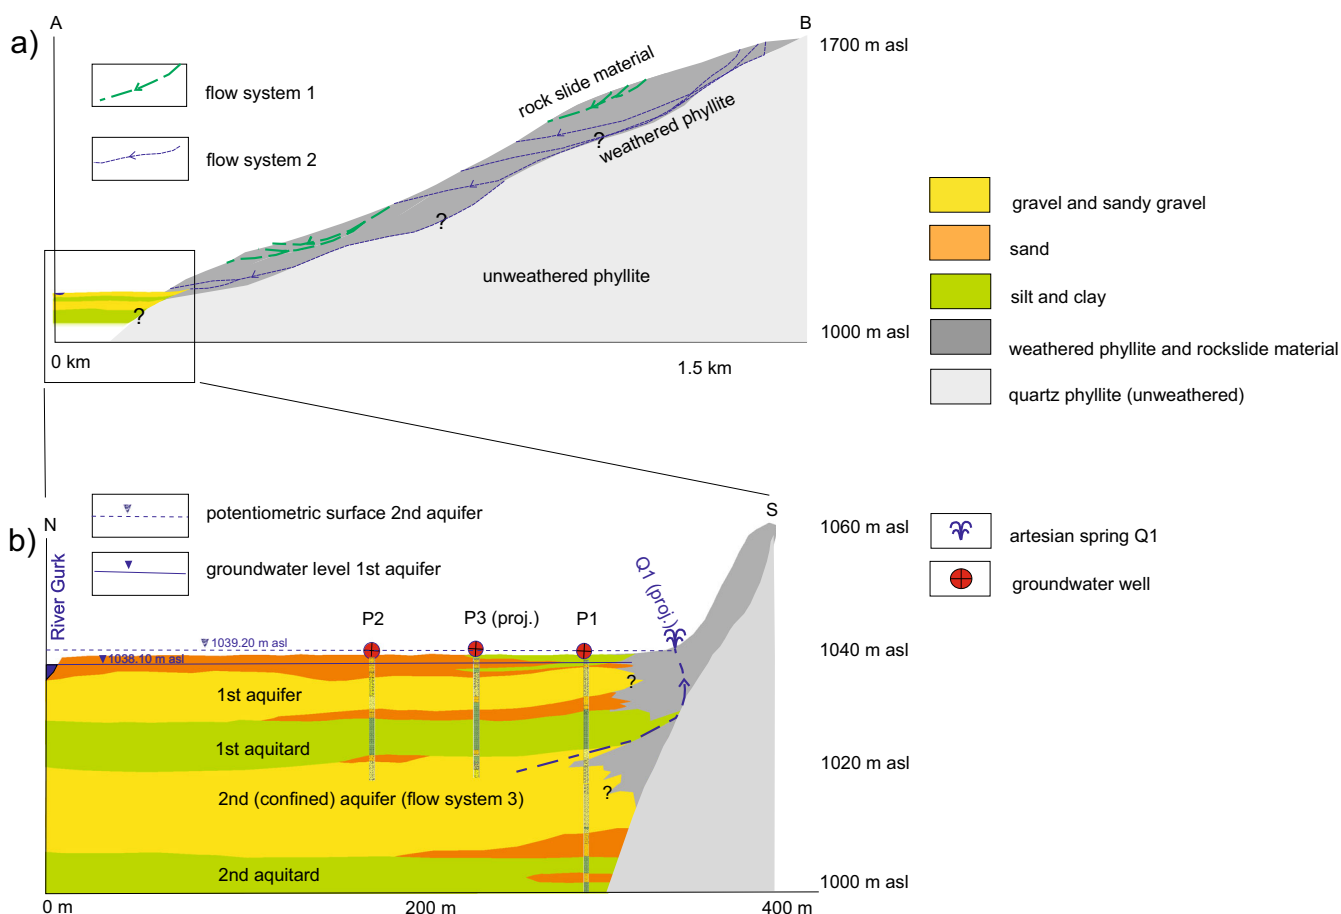 A
B
a)
1700 m asl
flow system 1
flow system 2
rock slide material
weathered phyllite
?
?
?
unweathered phyllite
gravel and sandy gravel
sand
silt and clay
weathered phyllite and rockslide material
quartz phyllite (unweathered)
1000 m asl
0 km
1.5 km
potentiometric surface 2nd aquifer
groundwater level 1st aquifer
N
S
b)
1060 m asl
artesian spring Q1
groundwater well
River Gurk
Q1 (proj.)
P2
P3 (proj.)
P1
1039.20 m asl
1038.10 m asl
1040 m asl
1st aquifer
?
1st aquitard
1020 m asl
2nd (confined) aquifer (flow system 3)
?
2nd aquitard
1000 m asl
0 m
200 m
400 m